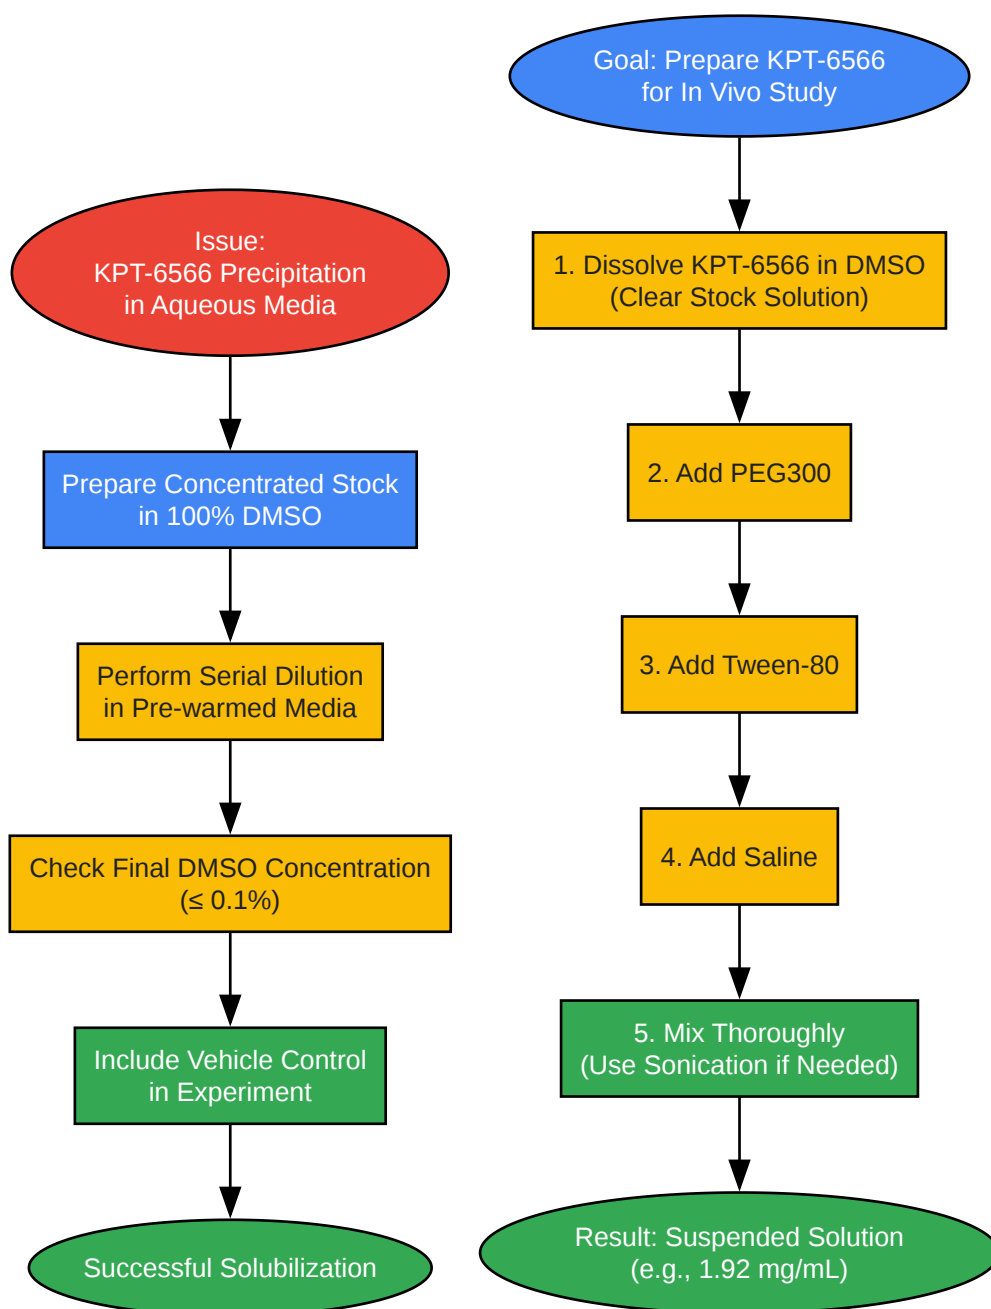 Issue:
KPT-6566 Precipitation
in Aqueous Media
Prepare Concentrated Stock
in 100% DMSO
Perform Serial Dilution
in Pre-warmed Media
Check Final DMSO Concentration
(≤ 0.1%)
Include Vehicle Control
in Experiment
Successful Solubilization
Goal: Prepare KPT-6566
for In Vivo Study
1. Dissolve KPT-6566 in DMSO
(Clear Stock Solution)
2. Add PEG300
3. Add Tween-80
4. Add Saline
5. Mix Thoroughly
(Use Sonication if Needed)
Result: Suspended Solution
(e.g., 1.92 mg/mL)